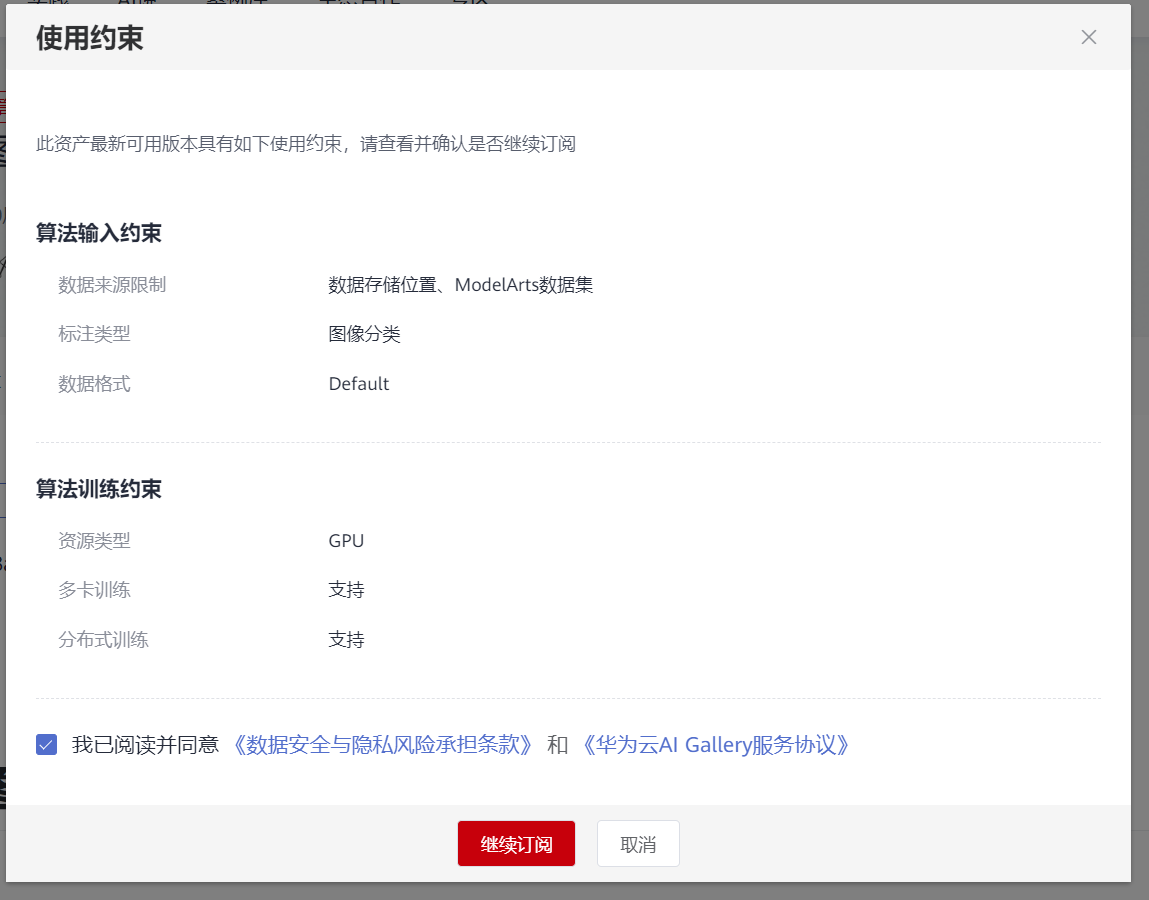 使用约束
此资产最新可用版本具有如下使用约束，请查看并确认是否继续订阅
算法输入约束
数据来源限制 数据存储位置、ModelArts数据集
标注类型 图像分类
数据格式 Default
算法训练约束
资源类型 GPU
多卡训练 支持
分布式训练 支持
我已阅读并同意 《数据安全与隐私风险承担条款》 和 《华为云AI Gallery服务协议》
继续订阅 取消